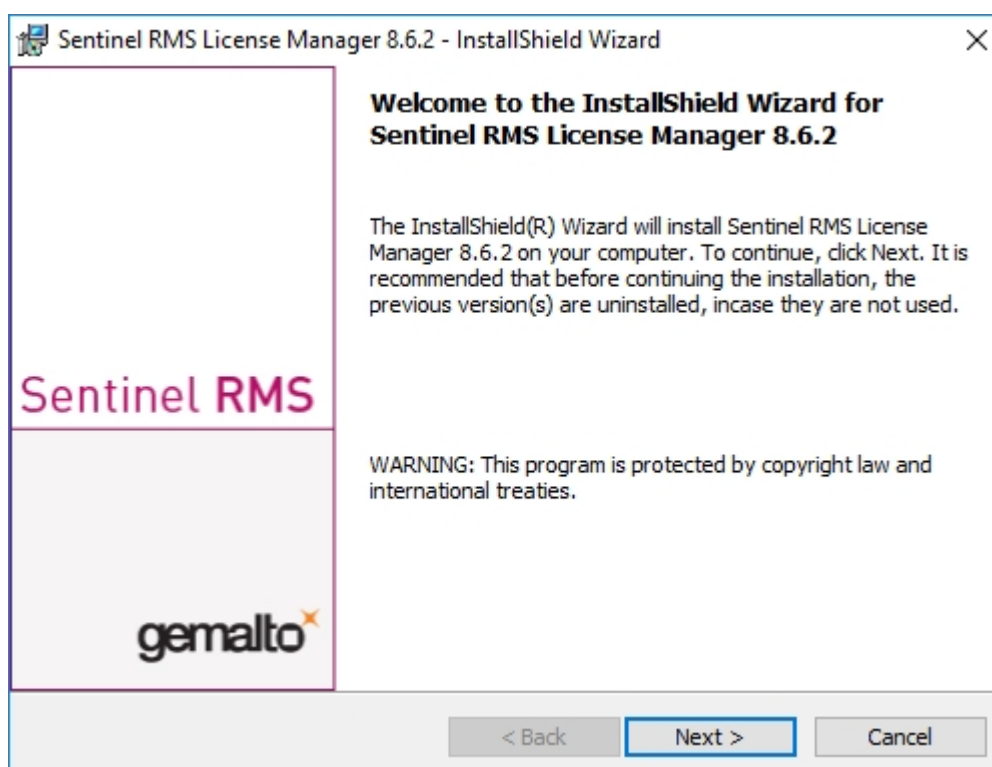 Sentinel RMS License Manager 8.6.2 - InstallShield Wizard
Welcome to the InstallShield Wizard for
Sentinel RMS License Manager 8.6.2
The InstallShield(R) Wizard will install Sentinel RMS License
Manager 8.6.2 on your computer. To continue, click Next. It is
recommended that before continuing the installation, the
previous version(s) are uninstalled, incase they are not used.
Sentinel RMS
WARNING: This program is protected by copyright law and
international treaties.
gemalto
< Back
Next >
Cancel